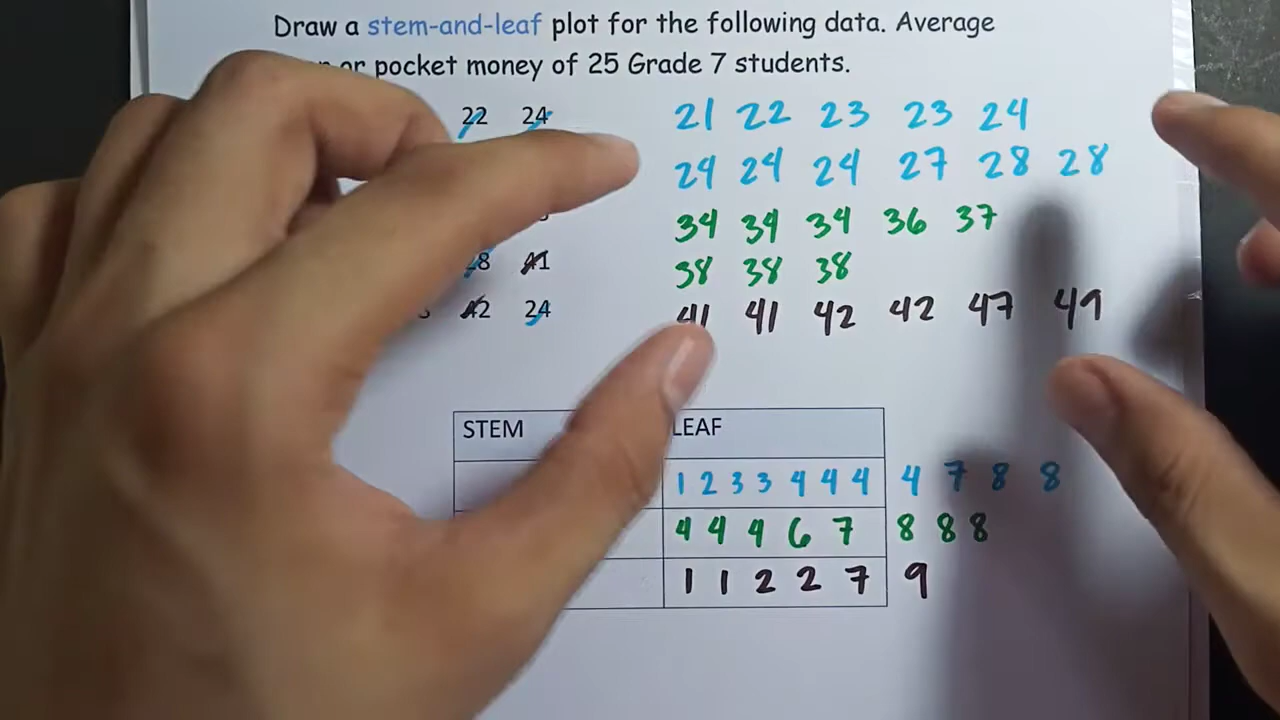 Draw a stem-and-leaf plot for the following data. Average
or pocket money of 25 Grade 7 students.
22 24
41
42 24
21 22 23 23 24
24 24 24 27 28 28
34 34 34 36 37
38 38 38
41 41 42 42 47 49
STEM LEAF
1 2 3 3 4 4 4 4 7 8 8
4 4 4 6 7 8 8 8
1 1 2 2 7 9